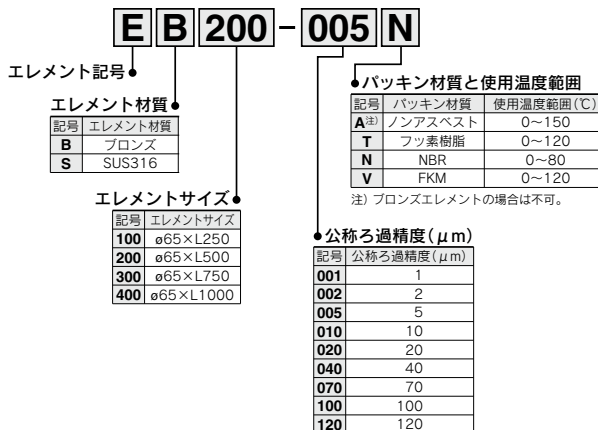 EB200-005N
エレメント記号
エレメント材質
記号 エレメント材質
B ブロンズ
S SUS316
エレメントサイズ
記号 エレメントサイズ
100 ø65×L250
200 ø65×L500
300 ø65×L750
400 ø65×L1000
パッキン材質と使用温度範囲
記号 パッキン材質 使用温度範囲(℃)
A注) ノンアスベスト 0～150
T フッ素樹脂 0～120
N NBR 0～80
V FKM 0～120
注) ブロンズエレメントの場合は不可。
公称ろ過精度(μm)
記号 公称ろ過精度(μm)
001 1
002 2
005 5
010 10
020 20
040 40
070 70
100 100
120 120